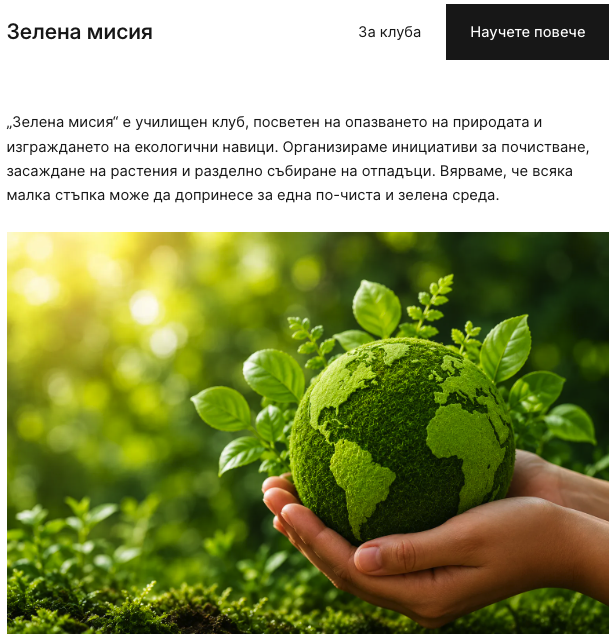 Зелена мисия
За клуба
Научете повече
„Зелена мисия“ е училищен клуб, посветен на опазването на природата и
изграждането на екологични навици. Организираме инициативи за почистване,
засаждане на растения и разделно събиране на отпадъци. Вярваме, че всяка
малка стъпка може да допринесе за една по-чиста и зелена среда.